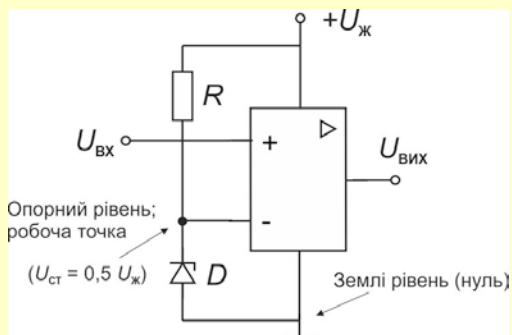 +Uж
R
Uвх
+
Uвих
Опорний рівень;
робоча точка
-
(Uст = 0,5 Uж)
D
Землі рівень (нуль)